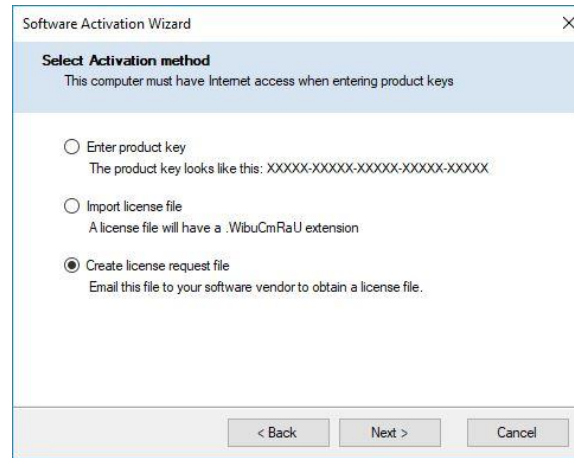 Software Activation Wizard
Select Activation method
This computer must have Internet access when entering product keys
Enter product key
The product key looks like this: XXXXX-XXXXX-XXXXX-XXXXX-XXXXX
Import license file
A license file will have a .WibuCmRaU extension
Create license request file
Email this file to your software vendor to obtain a license file.
< Back Next > Cancel